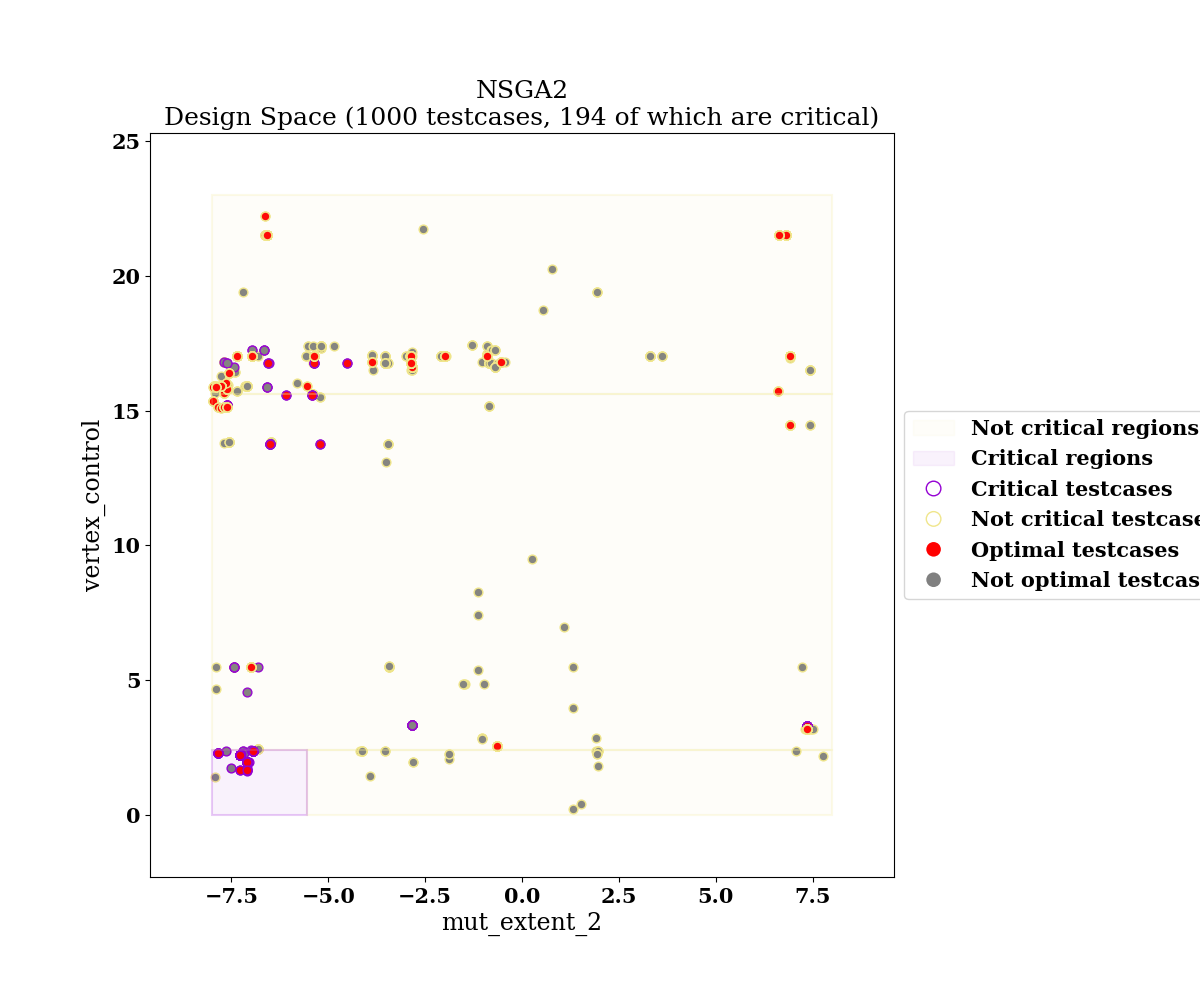 NSGA2
Design Space (1000 testcases, 194 of which are critical)
25
20
15
10
5
0
vertex_control
−7.5
−5.0
−2.5
0.0
2.5
5.0
7.5
mut_extent_2
Not critical regions
Critical regions
Critical testcases
Not critical testcase
Optimal testcases
Not optimal testcas